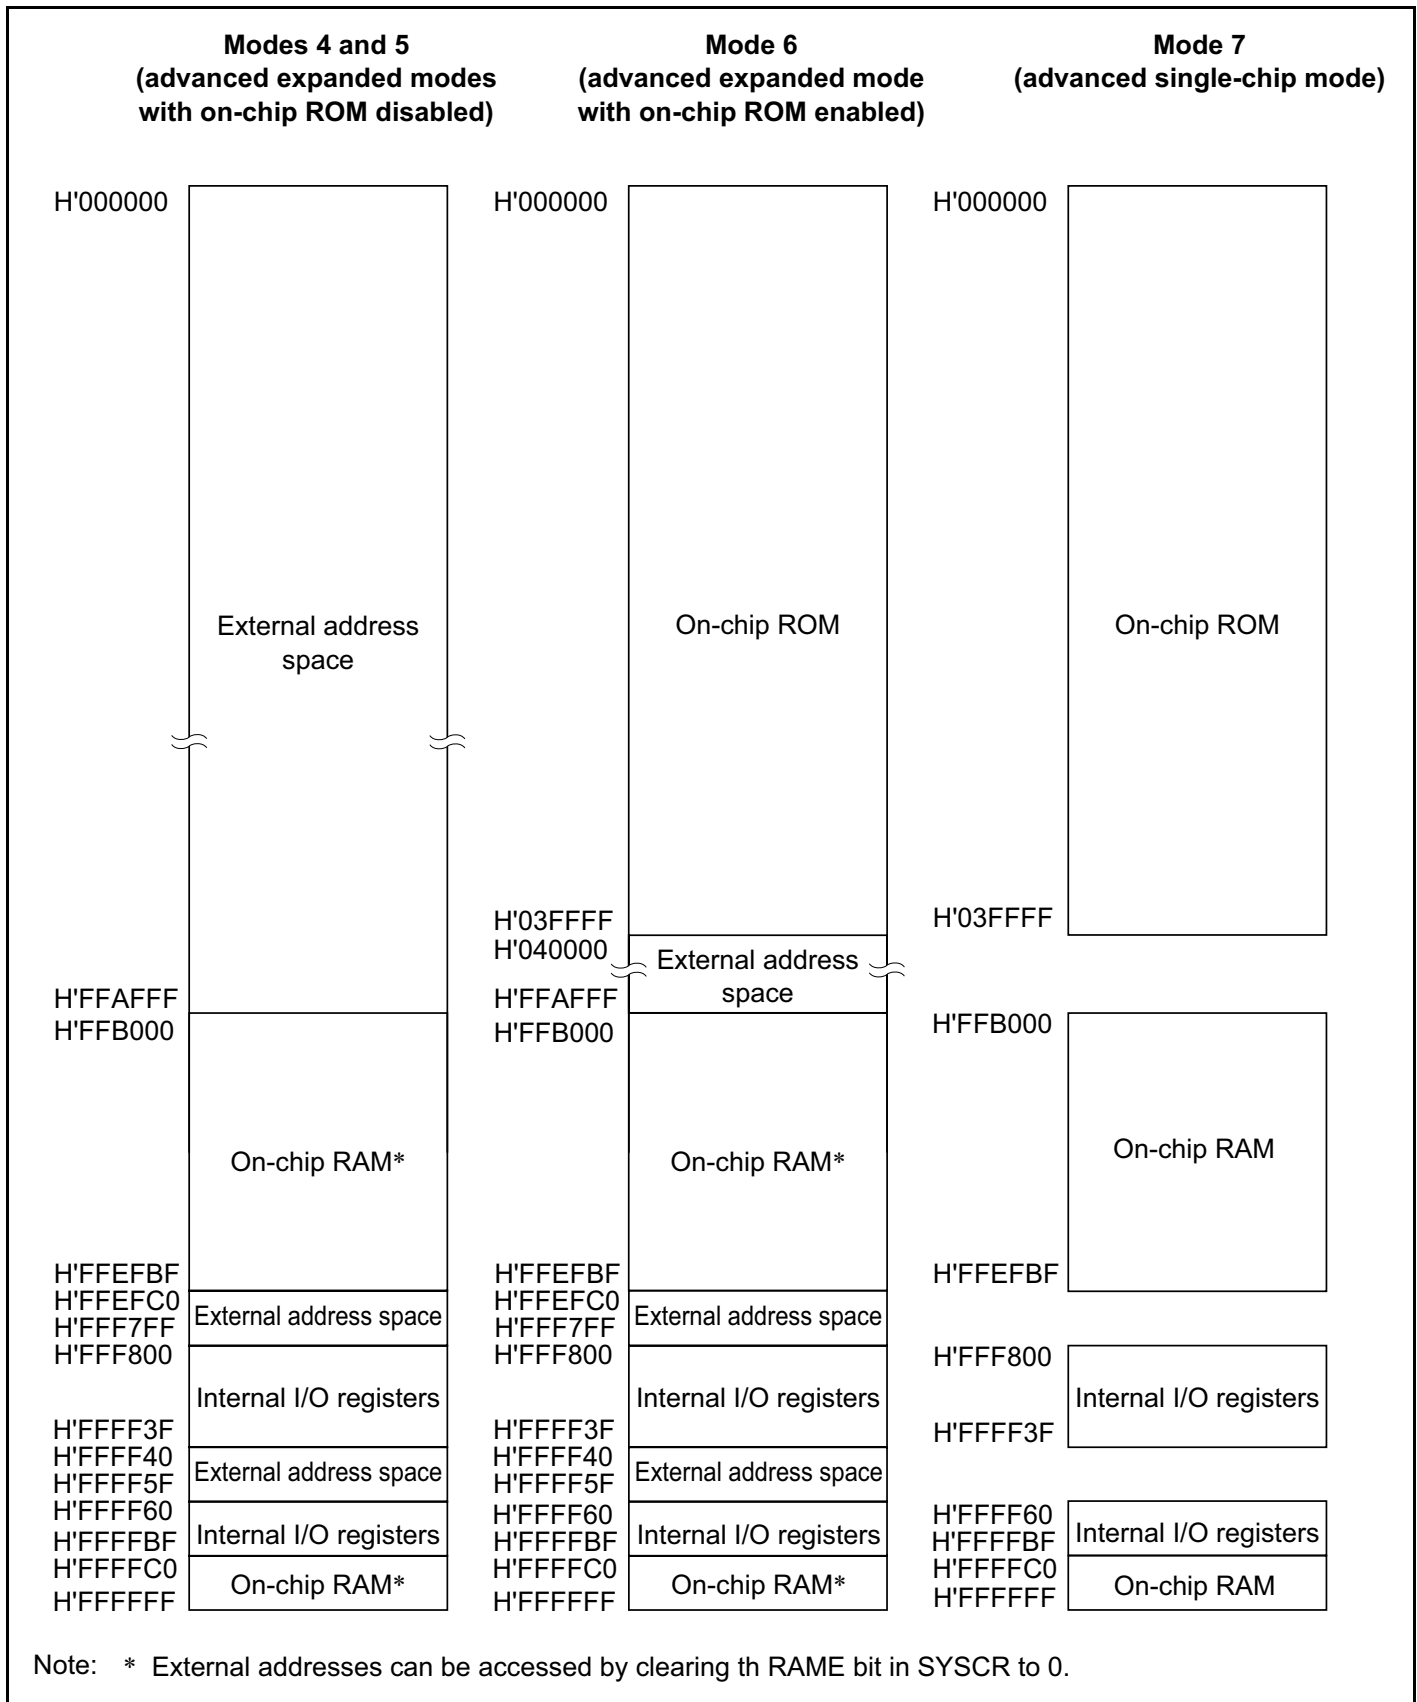 Modes 4 and 5
(advanced expanded modes
with on-chip ROM disabled)
H'000000
External address
space
H'FFAFFF
H'FFB000
On-chip RAM*
H'FFEFBF
H'FFEFC0
External address space
H'FFF7FF
H'FFF800
Internal I/O registers
H'FFFF3F
H'FFFF40
External address space
H'FFFF5F
H'FFFF60
Internal I/O registers
H'FFFFBF
H'FFFFC0
On-chip RAM*
H'FFFFFF
Mode 6
(advanced expanded mode
with on-chip ROM enabled)
H'000000
On-chip ROM
H'03FFFF
H'040000
External address
space
H'FFAFFF
H'FFB000
On-chip RAM*
H'FFEFBF
H'FFEFC0
External address space
H'FFF7FF
H'FFF800
Internal I/O registers
H'FFFF3F
H'FFFF40
External address space
H'FFFF5F
H'FFFF60
Internal I/O registers
H'FFFFBF
H'FFFFC0
On-chip RAM*
H'FFFFFF
Mode 7
(advanced single-chip mode)
H'000000
On-chip ROM
H'03FFFF
H'FFB000
On-chip RAM
H'FFEFBF
H'FFF800
Internal I/O registers
H'FFFF3F
H'FFFF60
Internal I/O registers
H'FFFFBF
H'FFFFC0
On-chip RAM
H'FFFFFF
Note: * External addresses can be accessed by clearing th RAME bit in SYSCR to 0.